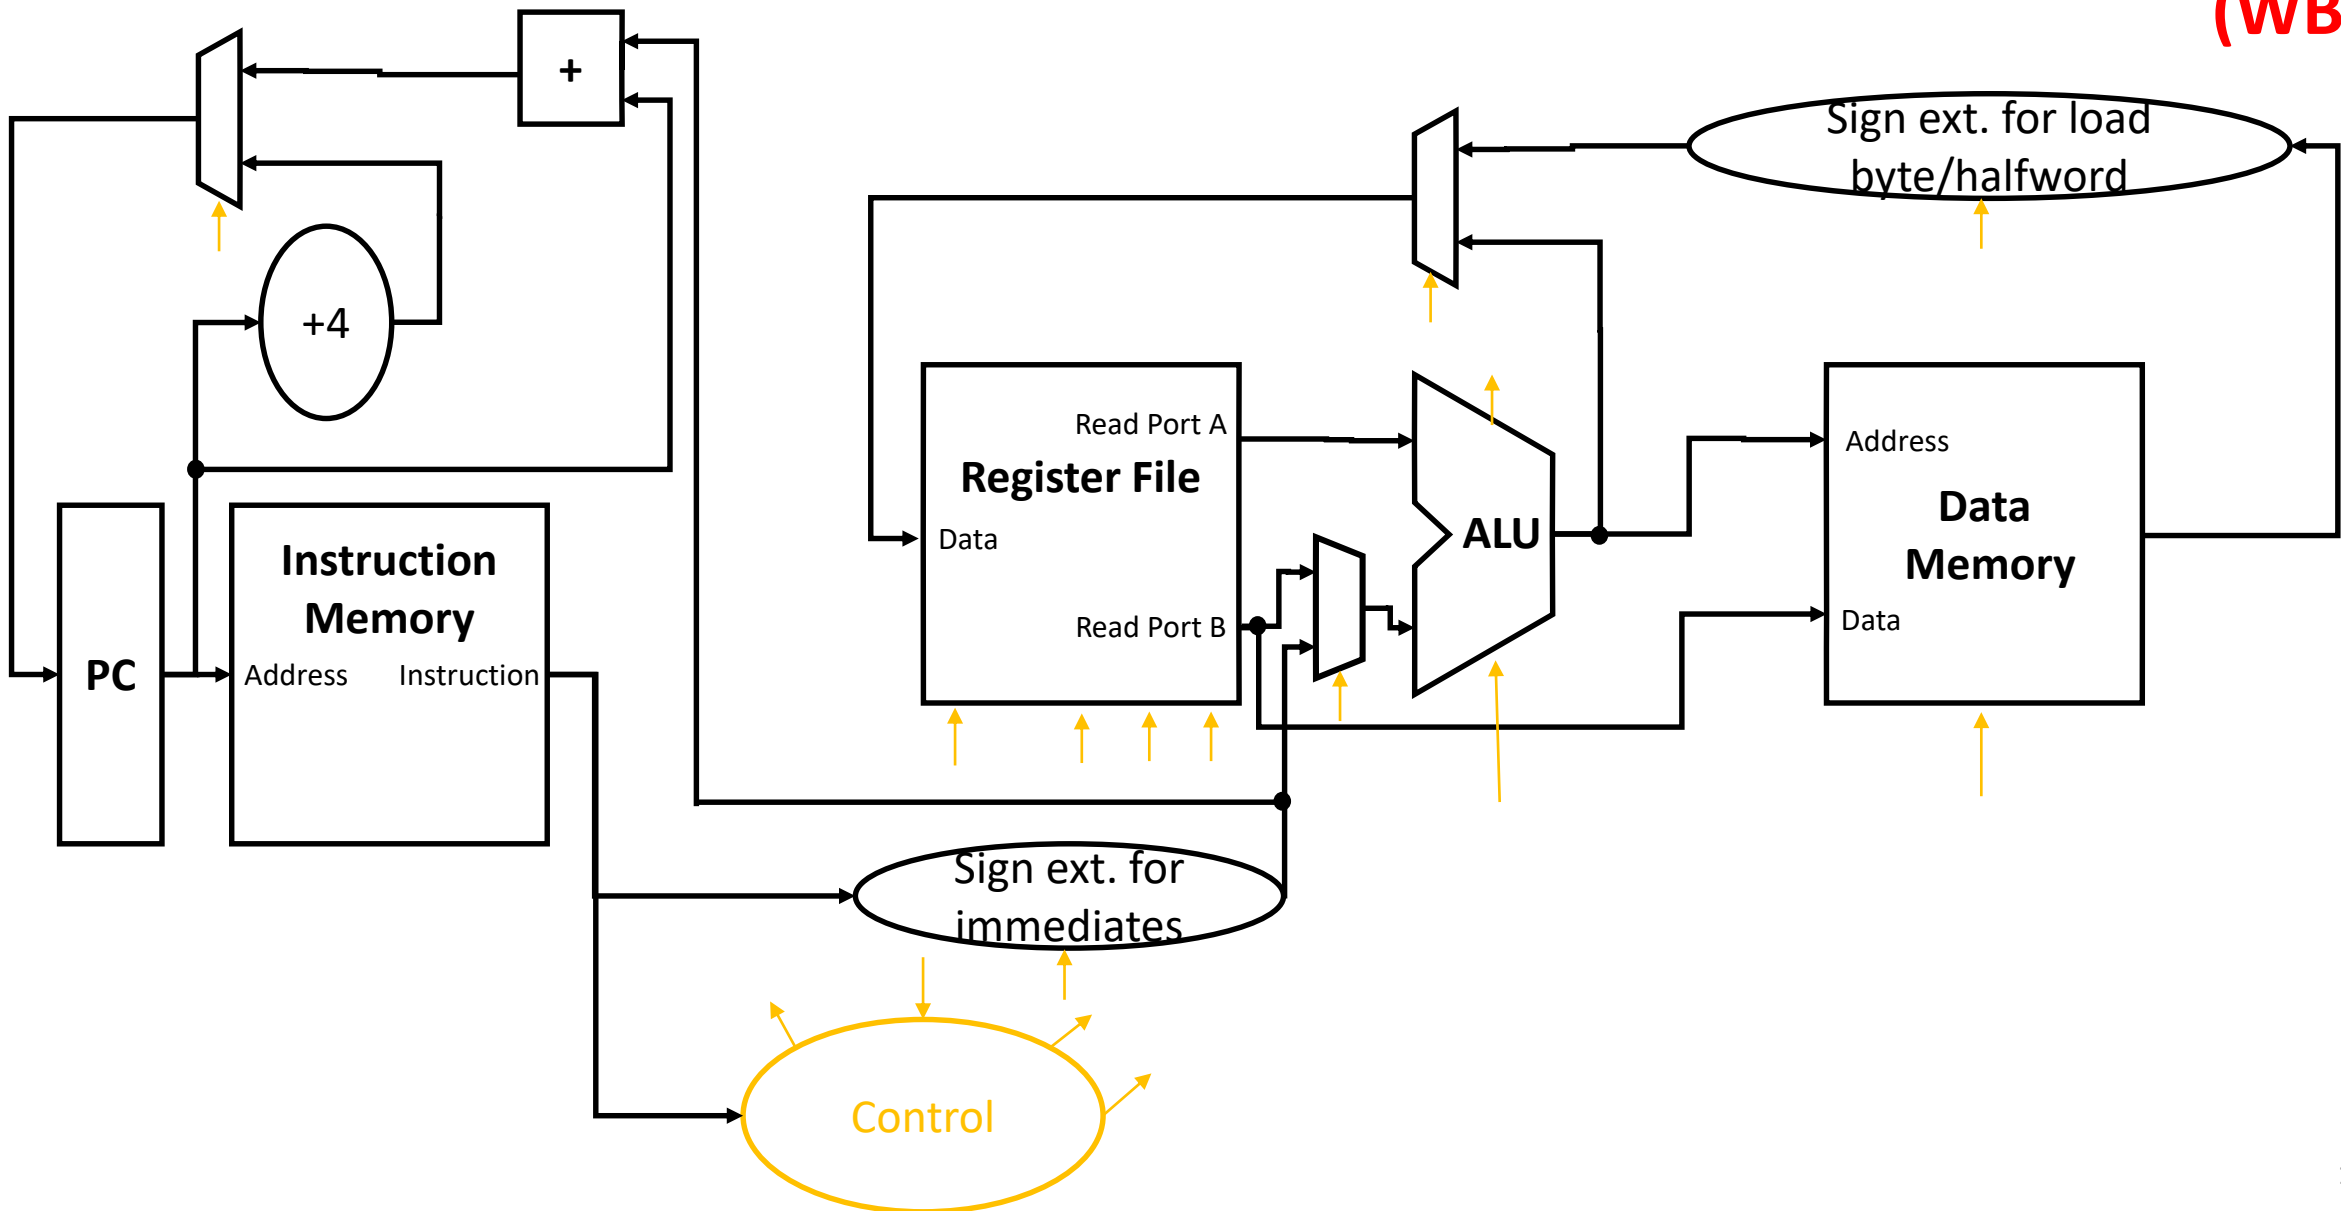 (WB
+
Sign ext. for load
byte/halfword
+4
Read Port A
Address
Register File
Data
Memory
ALU
Data
Instruction
Memory
Data
Read Port B
PC
Address
Instruction
Sign ext. for
immediates
Control